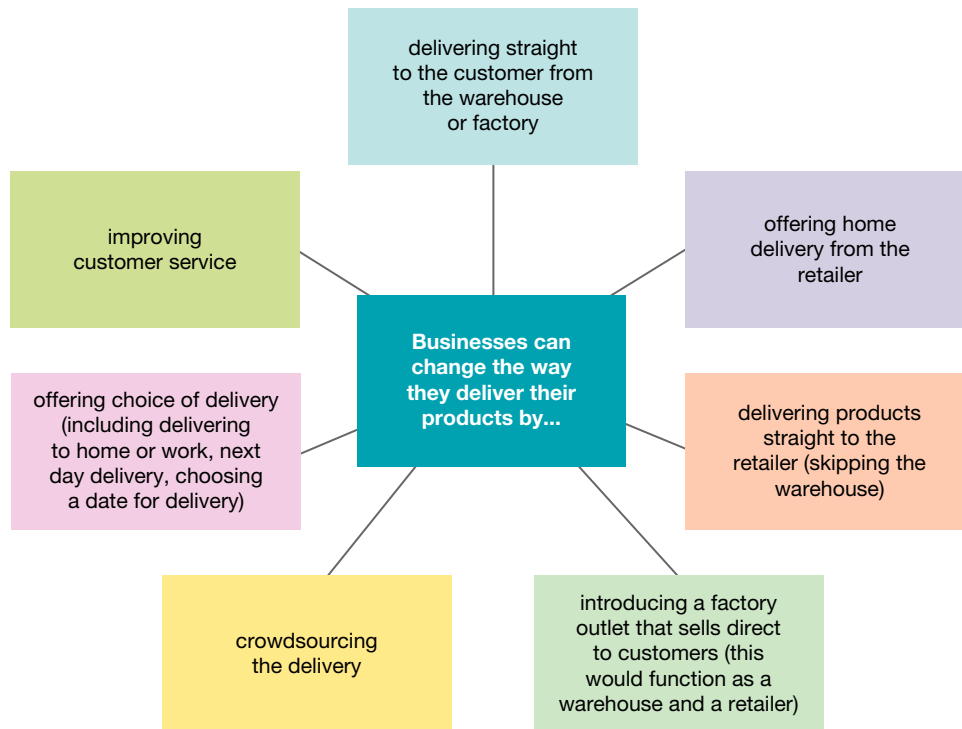 delivering straight
to the customer from
the warehouse
or factory
improving
customer service
offering home
delivery from the
retailer
Businesses can
change the way
they deliver their
products by...
offering choice of delivery
(including delivering
to home or work, next
day delivery, choosing
a date for delivery)
delivering products
straight to the
retailer (skipping the
warehouse)
crowdsourcing
the delivery
introducing a factory
outlet that sells direct
to customers (this
would function as a
warehouse and a retailer)